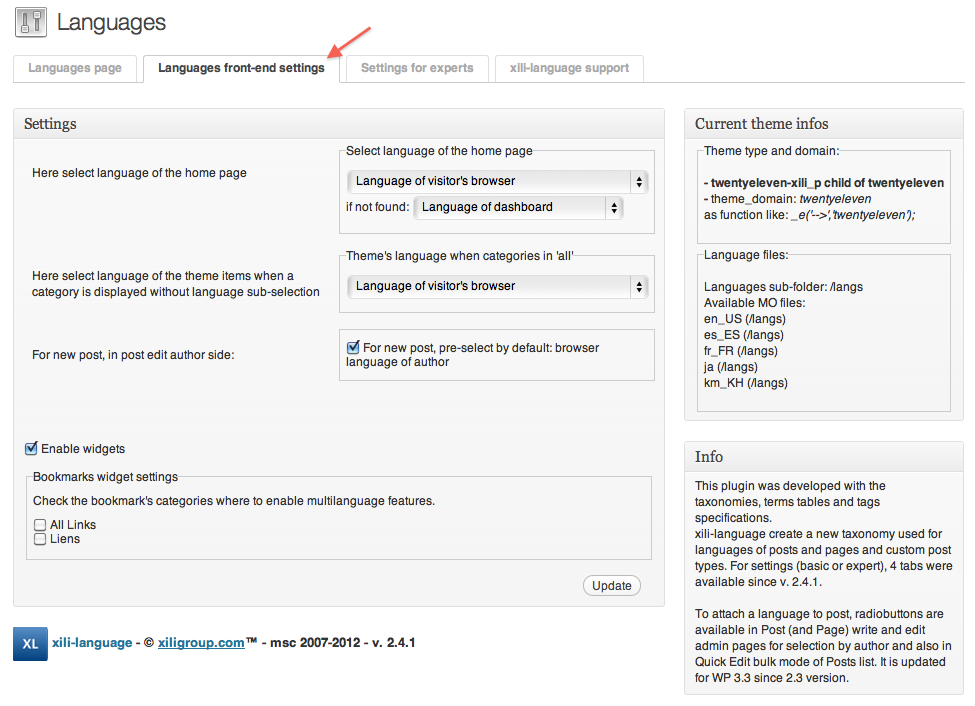 Languages
Languages page
Languages front-end settings
Settings for experts
xili-language support
Settings
Here select language of the home page
Select language of the home page
Language of visitor's browser
if not found: Language of dashboard
Here select language of the theme items when a
category is displayed without language sub-selection
Theme's language when categories in 'all'
Language of visitor's browser
For new post, in post edit author side:
For new post, pre-select by default: browser
language of author
Enable widgets
Bookmarks widget settings
Check the bookmark's categories where to enable multilanguage features.
All Links
Liens
Update
XL xili-language - © xiligroup.com™ - msc 2007-2012 - v. 2.4.1
Current theme infos
Theme type and domain:
- twentyeleven-xili_p child of twentyeleven
- theme_domain: twentyeleven
as function like: _e('-->','twentyeleven');
Language files:
Languages sub-folder: /langs
Available MO files:
en_US (/langs)
es_ES (/langs)
fr_FR (/langs)
ja (/langs)
km_KH (/langs)
Info
This plugin was developed with the
taxonomies, terms tables and tags
specifications.
xili-language create a new taxonomy used for
languages of posts and pages and custom post
types. For settings (basic or expert), 4 tabs were
available since v. 2.4.1.
To attach a language to post, radiobuttons are
available in Post (and Page) write and edit
admin pages for selection by author and also in
Quick Edit bulk mode of Posts list. It is updated
for WP 3.3 since 2.3 version.